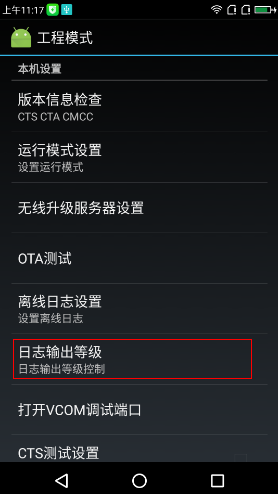 上午11:17
工程模式
本机设置
版本信息检查
CTS CTA CMCC
运行模式设置
设置运行模式
无线升级服务器设置
OTA测试
离线日志设置
设置离线日志
日志输出等级
日志输出等级控制
打开VCOM调试端口
CTS测试设置